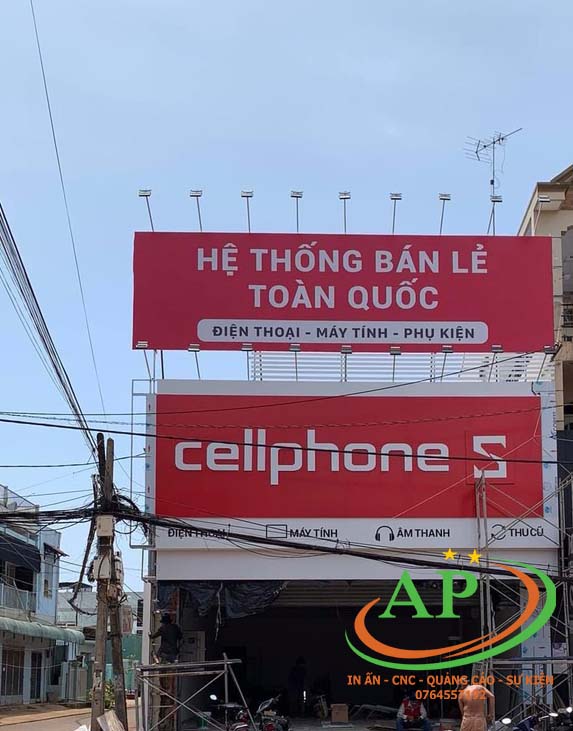 HỆ THỐNG BÁN LẺ
TOÀN QUỐC
ĐIỆN THOẠI - MÁY TÍNH - PHỤ KIỆN
cellphone S
ĐIỆN THOẠI MÁY TÍNH ÂM THANH THU CŨ
AP
IN ẤN - CNC - QUẢNG CÁO - SỰ KIỆN